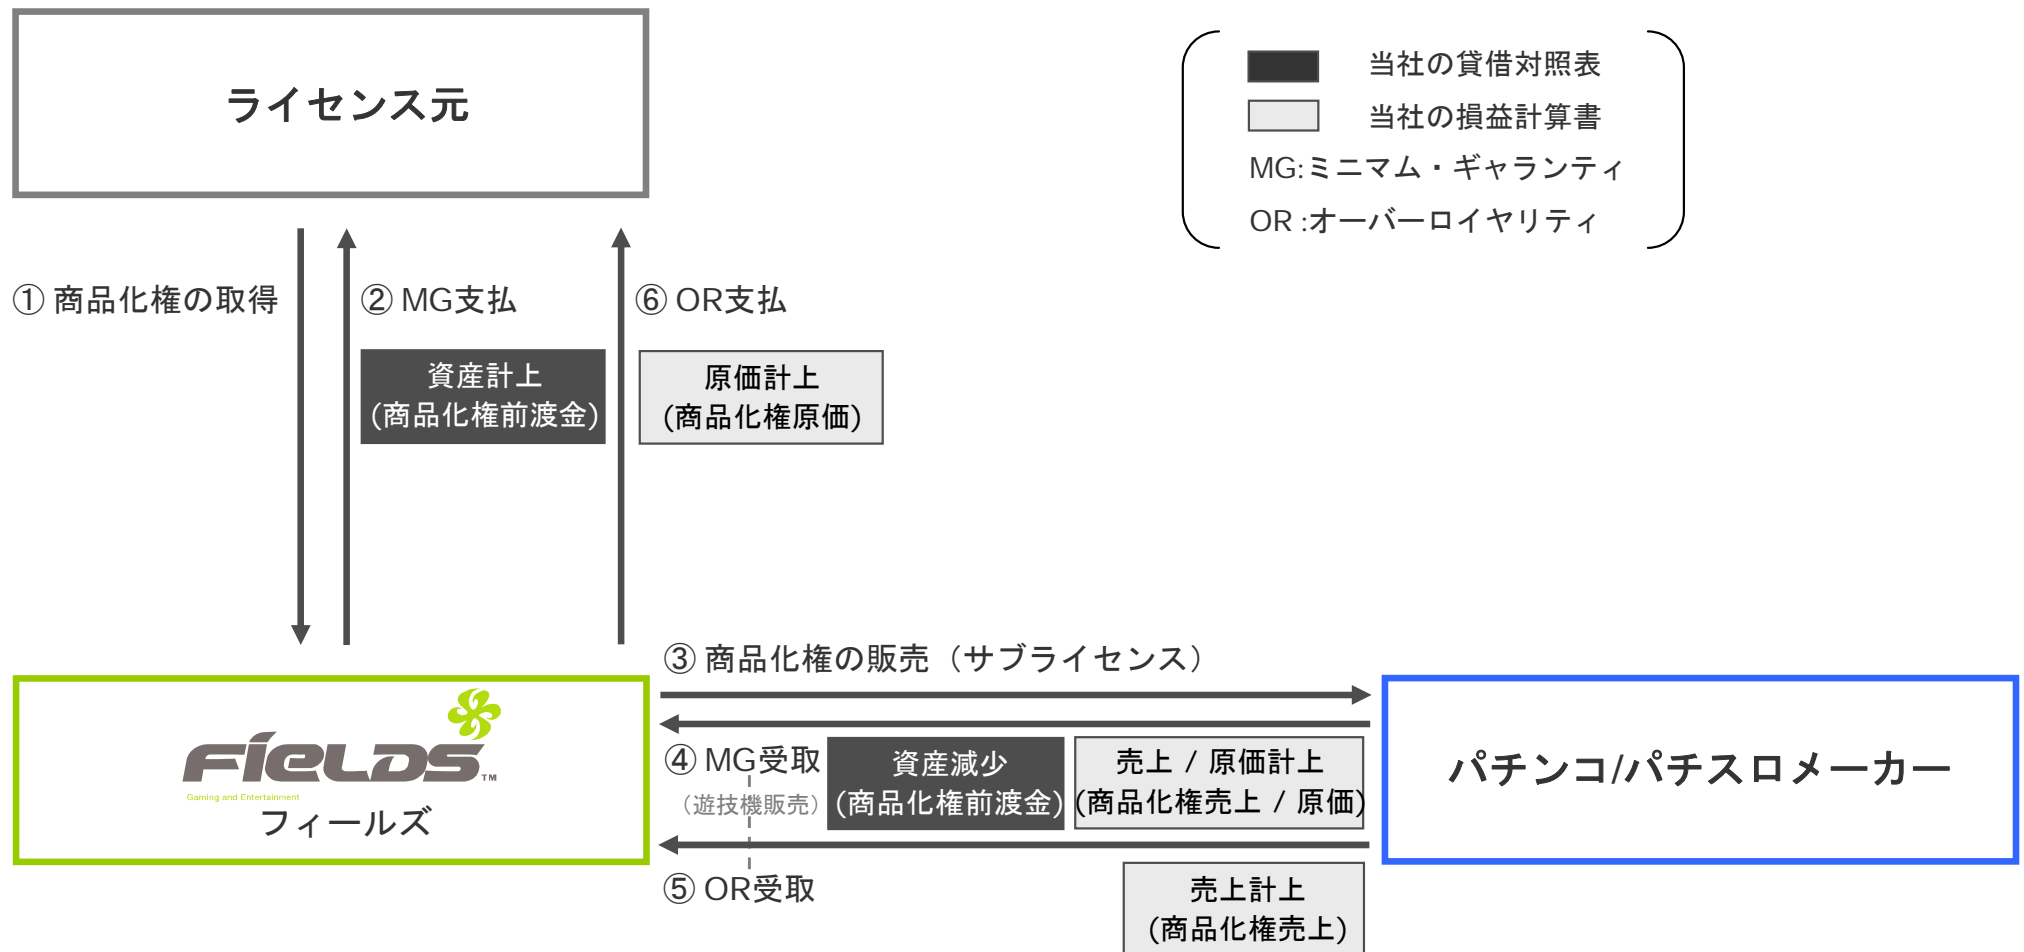 ライセンス元
当社の貸借対照表
当社の損益計算書
MG:ミニマム・ギャランティ
OR :オーバーロイヤリティ
① 商品化権の取得
② MG支払
⑥ OR支払
資産計上
(商品化権前渡金)
原価計上
(商品化権原価)
③ 商品化権の販売（サブライセンス）
FIELDS TM
Gaming and Entertainment
フィールズ
④ MG受取
（遊技機販売）
資産減少
(商品化権前渡金)
売上 / 原価計上
(商品化権売上 / 原価)
パチンコ/パチスロメーカー
⑤ OR受取
売上計上
(商品化権売上)